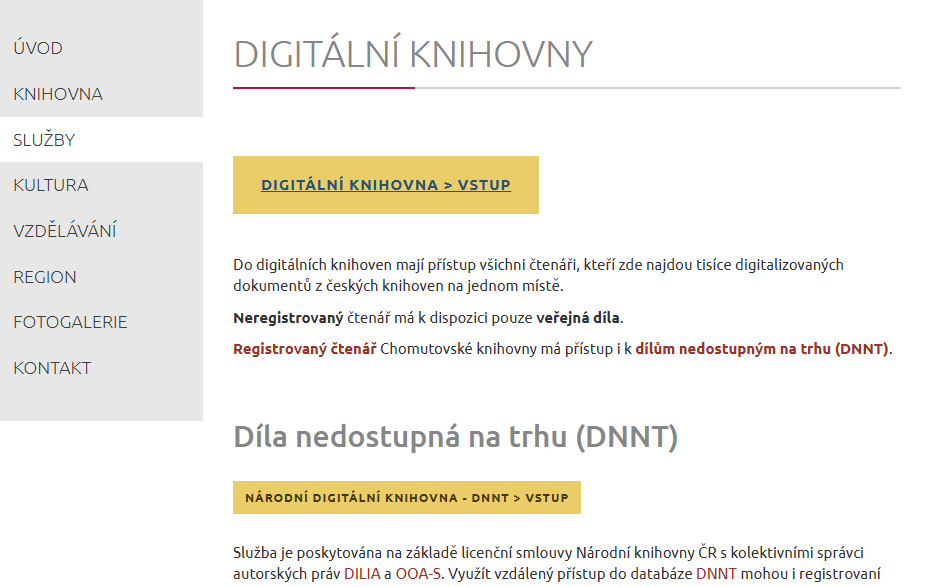 ÚVOD
KNIHOVNA
SLUŽBY
KULTURA
VZDĚLÁVÁNÍ
REGION
FOTOGALERIE
KONTAKT
DIGITÁLNÍ KNIHOVNY
DIGITÁLNÍ KNIHOVNA > VSTUP
Do digitálních knihoven mají přístup všichni čtenáři, kteří zde najdou tisíce digitalizovaných
dokumentů z českých knihoven na jednom místě.
Neregistrovaný čtenář má k dispozici pouze veřejná díla.
Registrovaný čtenář Chomutovské knihovny má přístup i k dílům nedostupným na trhu (DNNT).
Díla nedostupná na trhu (DNNT)
NÁRODNÍ DIGITÁLNÍ KNIHOVNA - DNNT > VSTUP
Služba je poskytována na základě licenční smlouvy Národní knihovny ČR s kolektivními správci
autorských práv DILIA a OOA-S. Využít vzdálený přístup do databáze DNNT mohou i registrovaní